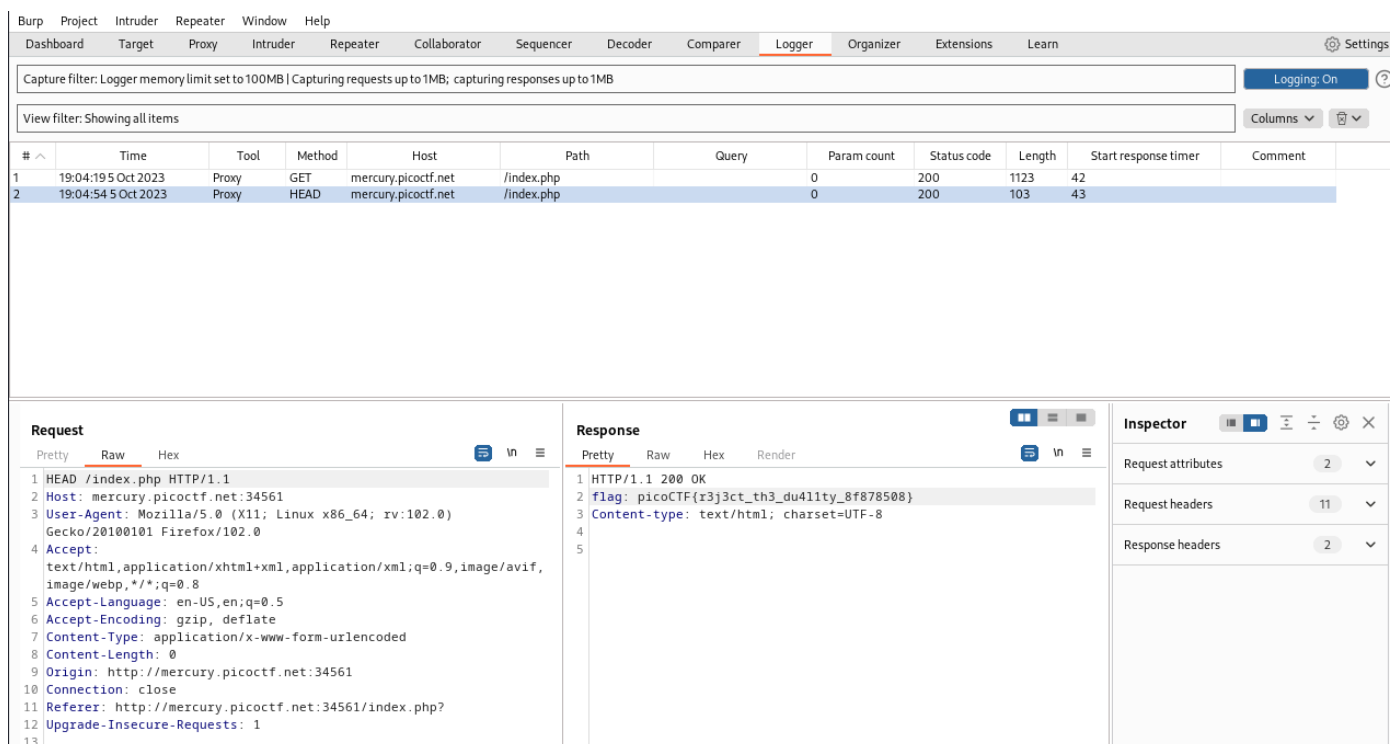 Burp Project Intruder Repeater Window Help
Dashboard Target Proxy Intruder Repeater Collaborator Sequencer Decoder Comparer Logger Organizer Extensions Learn Settings
Capture filter: Logger memory limit set to 100MB | Capturing requests up to 1MB; capturing responses up to 1MB
Logging: On
?
View filter: Showing all items
Columns
# Time Tool Method Host Path Query Param count Status code Length Start response timer Comment
1 19:04:19 5 Oct 2023 Proxy GET mercury.picoctf.net /index.php 0 200 1123 42
2 19:04:54 5 Oct 2023 Proxy HEAD mercury.picoctf.net /index.php 0 200 103 43
Request
Pretty Raw Hex
\n
1 HEAD /index.php HTTP/1.1
2 Host: mercury.picoctf.net:34561
3 User-Agent: Mozilla/5.0 (X11; Linux x86_64; rv:102.0)
Gecko/20100101 Firefox/102.0
4 Accept:
text/html,application/xhtml+xml,application/xml;q=0.9,image/avif,
image/webp,*/*;q=0.8
5 Accept-Language: en-US,en;q=0.5
6 Accept-Encoding: gzip, deflate
7 Content-Type: application/x-www-form-urlencoded
8 Content-Length: 0
9 Origin: http://mercury.picoctf.net:34561
10 Connection: close
11 Referer: http://mercury.picoctf.net:34561/index.php?
12 Upgrade-Insecure-Requests: 1
13
Response
Pretty Raw Hex Render
\n
1 HTTP/1.1 200 OK
2 flag: picoCTF{r3j3ct_th3_du4l1ty_8f878508}
3 Content-type: text/html; charset=UTF-8
4
5
Inspector
Request attributes 2
Request headers 11
Response headers 2